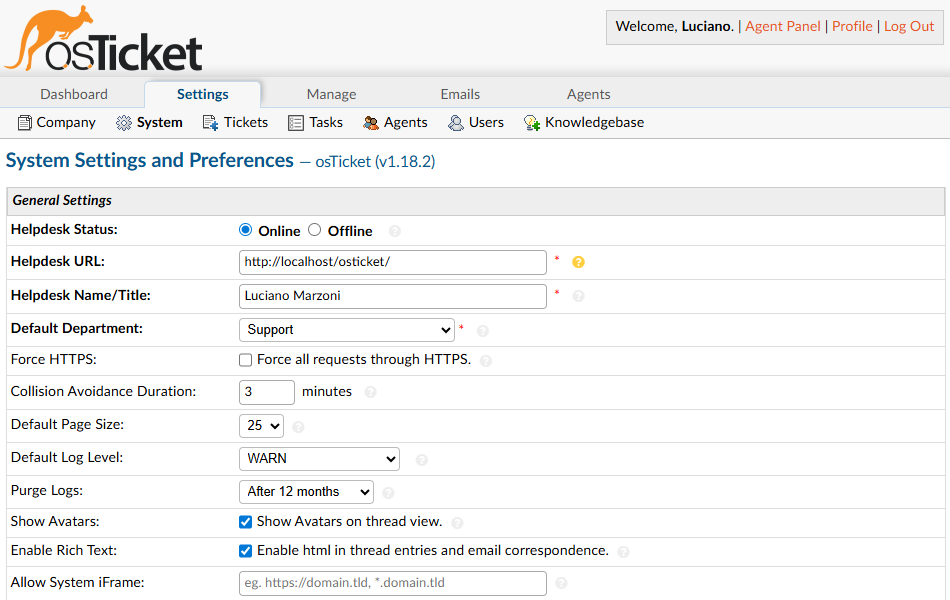 osTicket
Welcome, Luciano. | Agent Panel | Profile | Log Out
Dashboard Settings Manage Emails Agents
Company System Tickets Tasks Agents Users Knowledgebase
System Settings and Preferences — osTicket (v1.18.2)
General Settings
Helpdesk Status: Online Offline ?
Helpdesk URL: http://localhost/osticket/ * ?
Helpdesk Name/Title: Luciano Marzoni * ?
Default Department: Support * ?
Force HTTPS: Force all requests through HTTPS. ?
Collision Avoidance Duration: 3 minutes ?
Default Page Size: 25 ?
Default Log Level: WARN ?
Purge Logs: After 12 months ?
Show Avatars: Show Avatars on thread view. ?
Enable Rich Text: Enable html in thread entries and email correspondence. ?
Allow System iFrame: eg. https://domain.tld, *.domain.tld ?